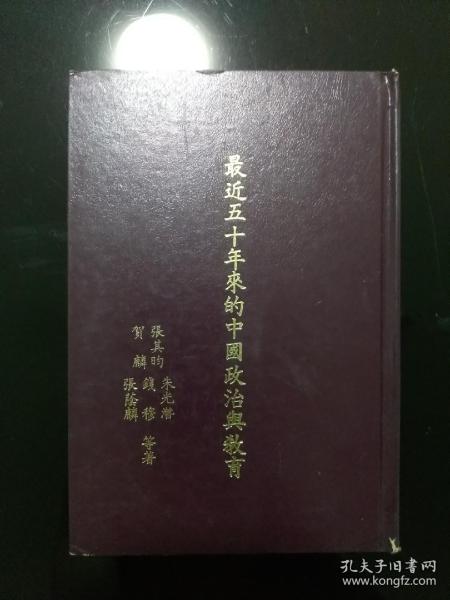 最近五十年來的中國政治與教育
朱光潛
錢穆 等著
張其昀
賀麟
張蔭麟
孔夫子旧书网
www.kongfz.com